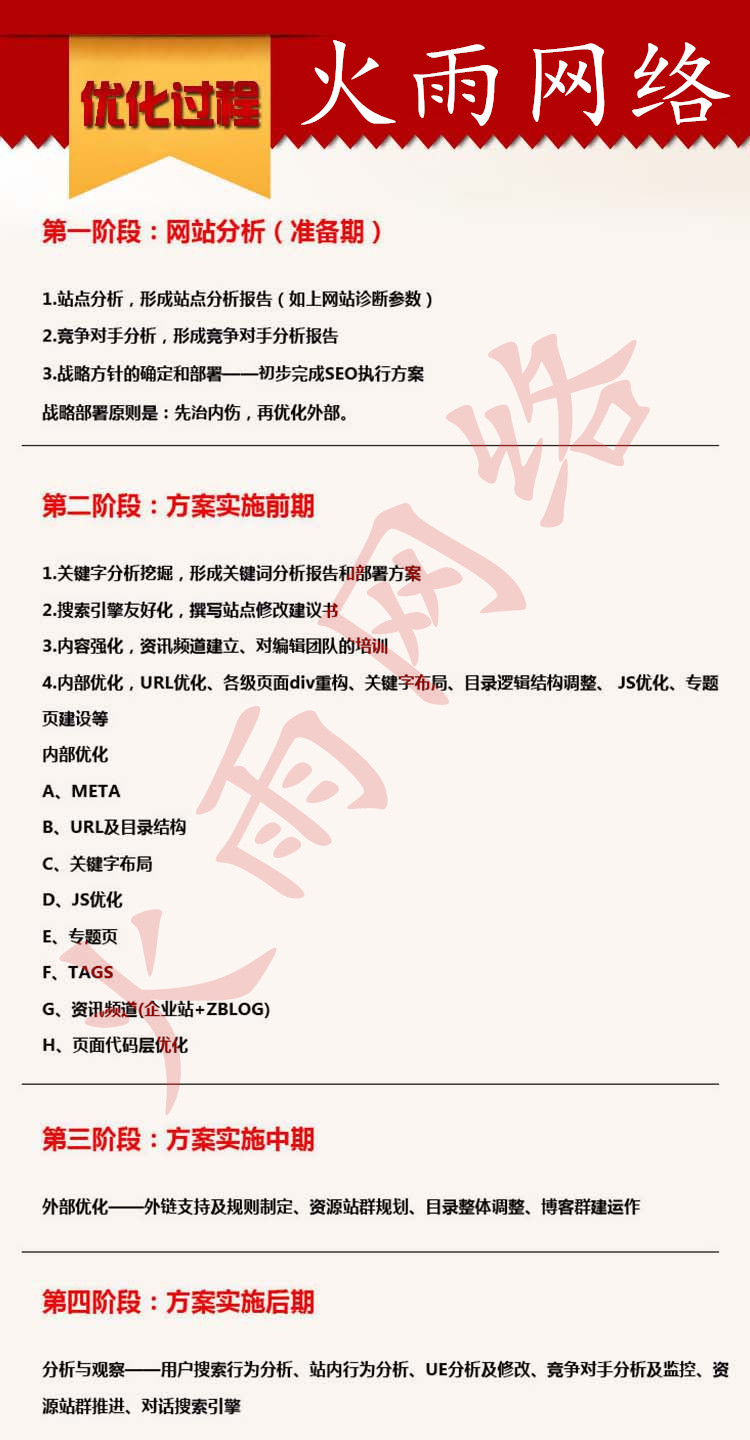 优化过程
火雨网络
第一阶段：网站分析（准备期）
1.站点分析，形成站点分析报告（如上网站诊断参数）
2.竞争对手分析，形成竞争对手分析报告
3.战略方针的确定和部署——初步完成SEO执行方案
战略部署原则是：先治内伤，再优化外部。
第二阶段：方案实施前期
1.关键字分析挖掘，形成关键词分析报告和部署方案
2.搜索引擎友好化，撰写站点修改建议书
3.内容强化，资讯频道建立、对编辑团队的培训
4.内部优化，URL优化、各级页面div重构、关键字布局、目录逻辑结构调整、 JS优化、专题
页建设等
内部优化
A、META
B、URL及目录结构
C、关键字布局
D、JS优化
E、专题页
F、TAGS
G、资讯频道(企业站+ZBLOG)
H、页面代码层优化
第三阶段：方案实施中期
外部优化——外链支持及规则制定、资源站群规划、目录整体调整、博客群建运作
第四阶段：方案实施后期
分析与观察——用户搜索行为分析、站内行为分析、UE分析及修改、竞争对手分析及监控、资
源站群推进、对话搜索引擎
火雨网络